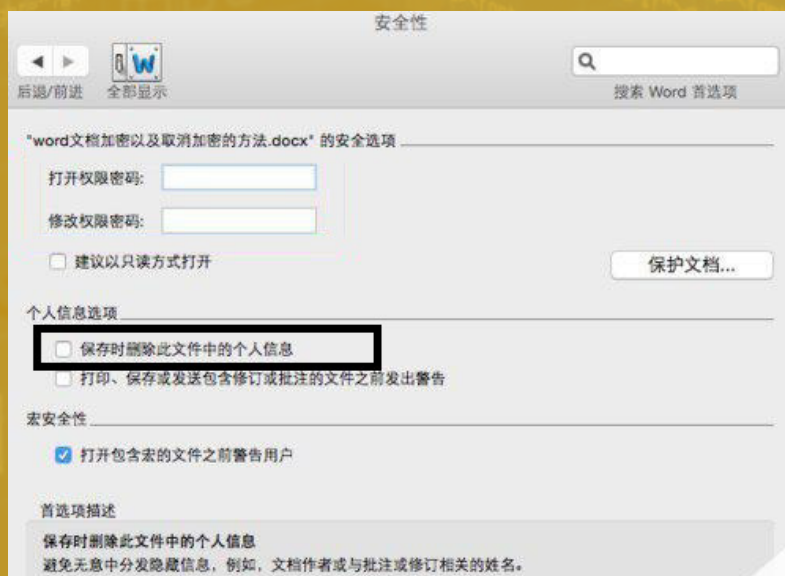 安全性
后退/前进 全部显示 搜索 Word 首选项
"word文档加密以及取消加密的方法.docx" 的安全选项
打开权限密码:
修改权限密码:
建议以只读方式打开 保护文档...
个人信息选项
保存时删除此文件中的个人信息
打印、保存或发送包含修订或批注的文件之前发出警告
宏安全性
打开包含宏的文件之前警告用户
首选项描述
保存时删除此文件中的个人信息
避免无意中分发隐藏信息，例如，文档作者或与批注或修订相关的姓名。